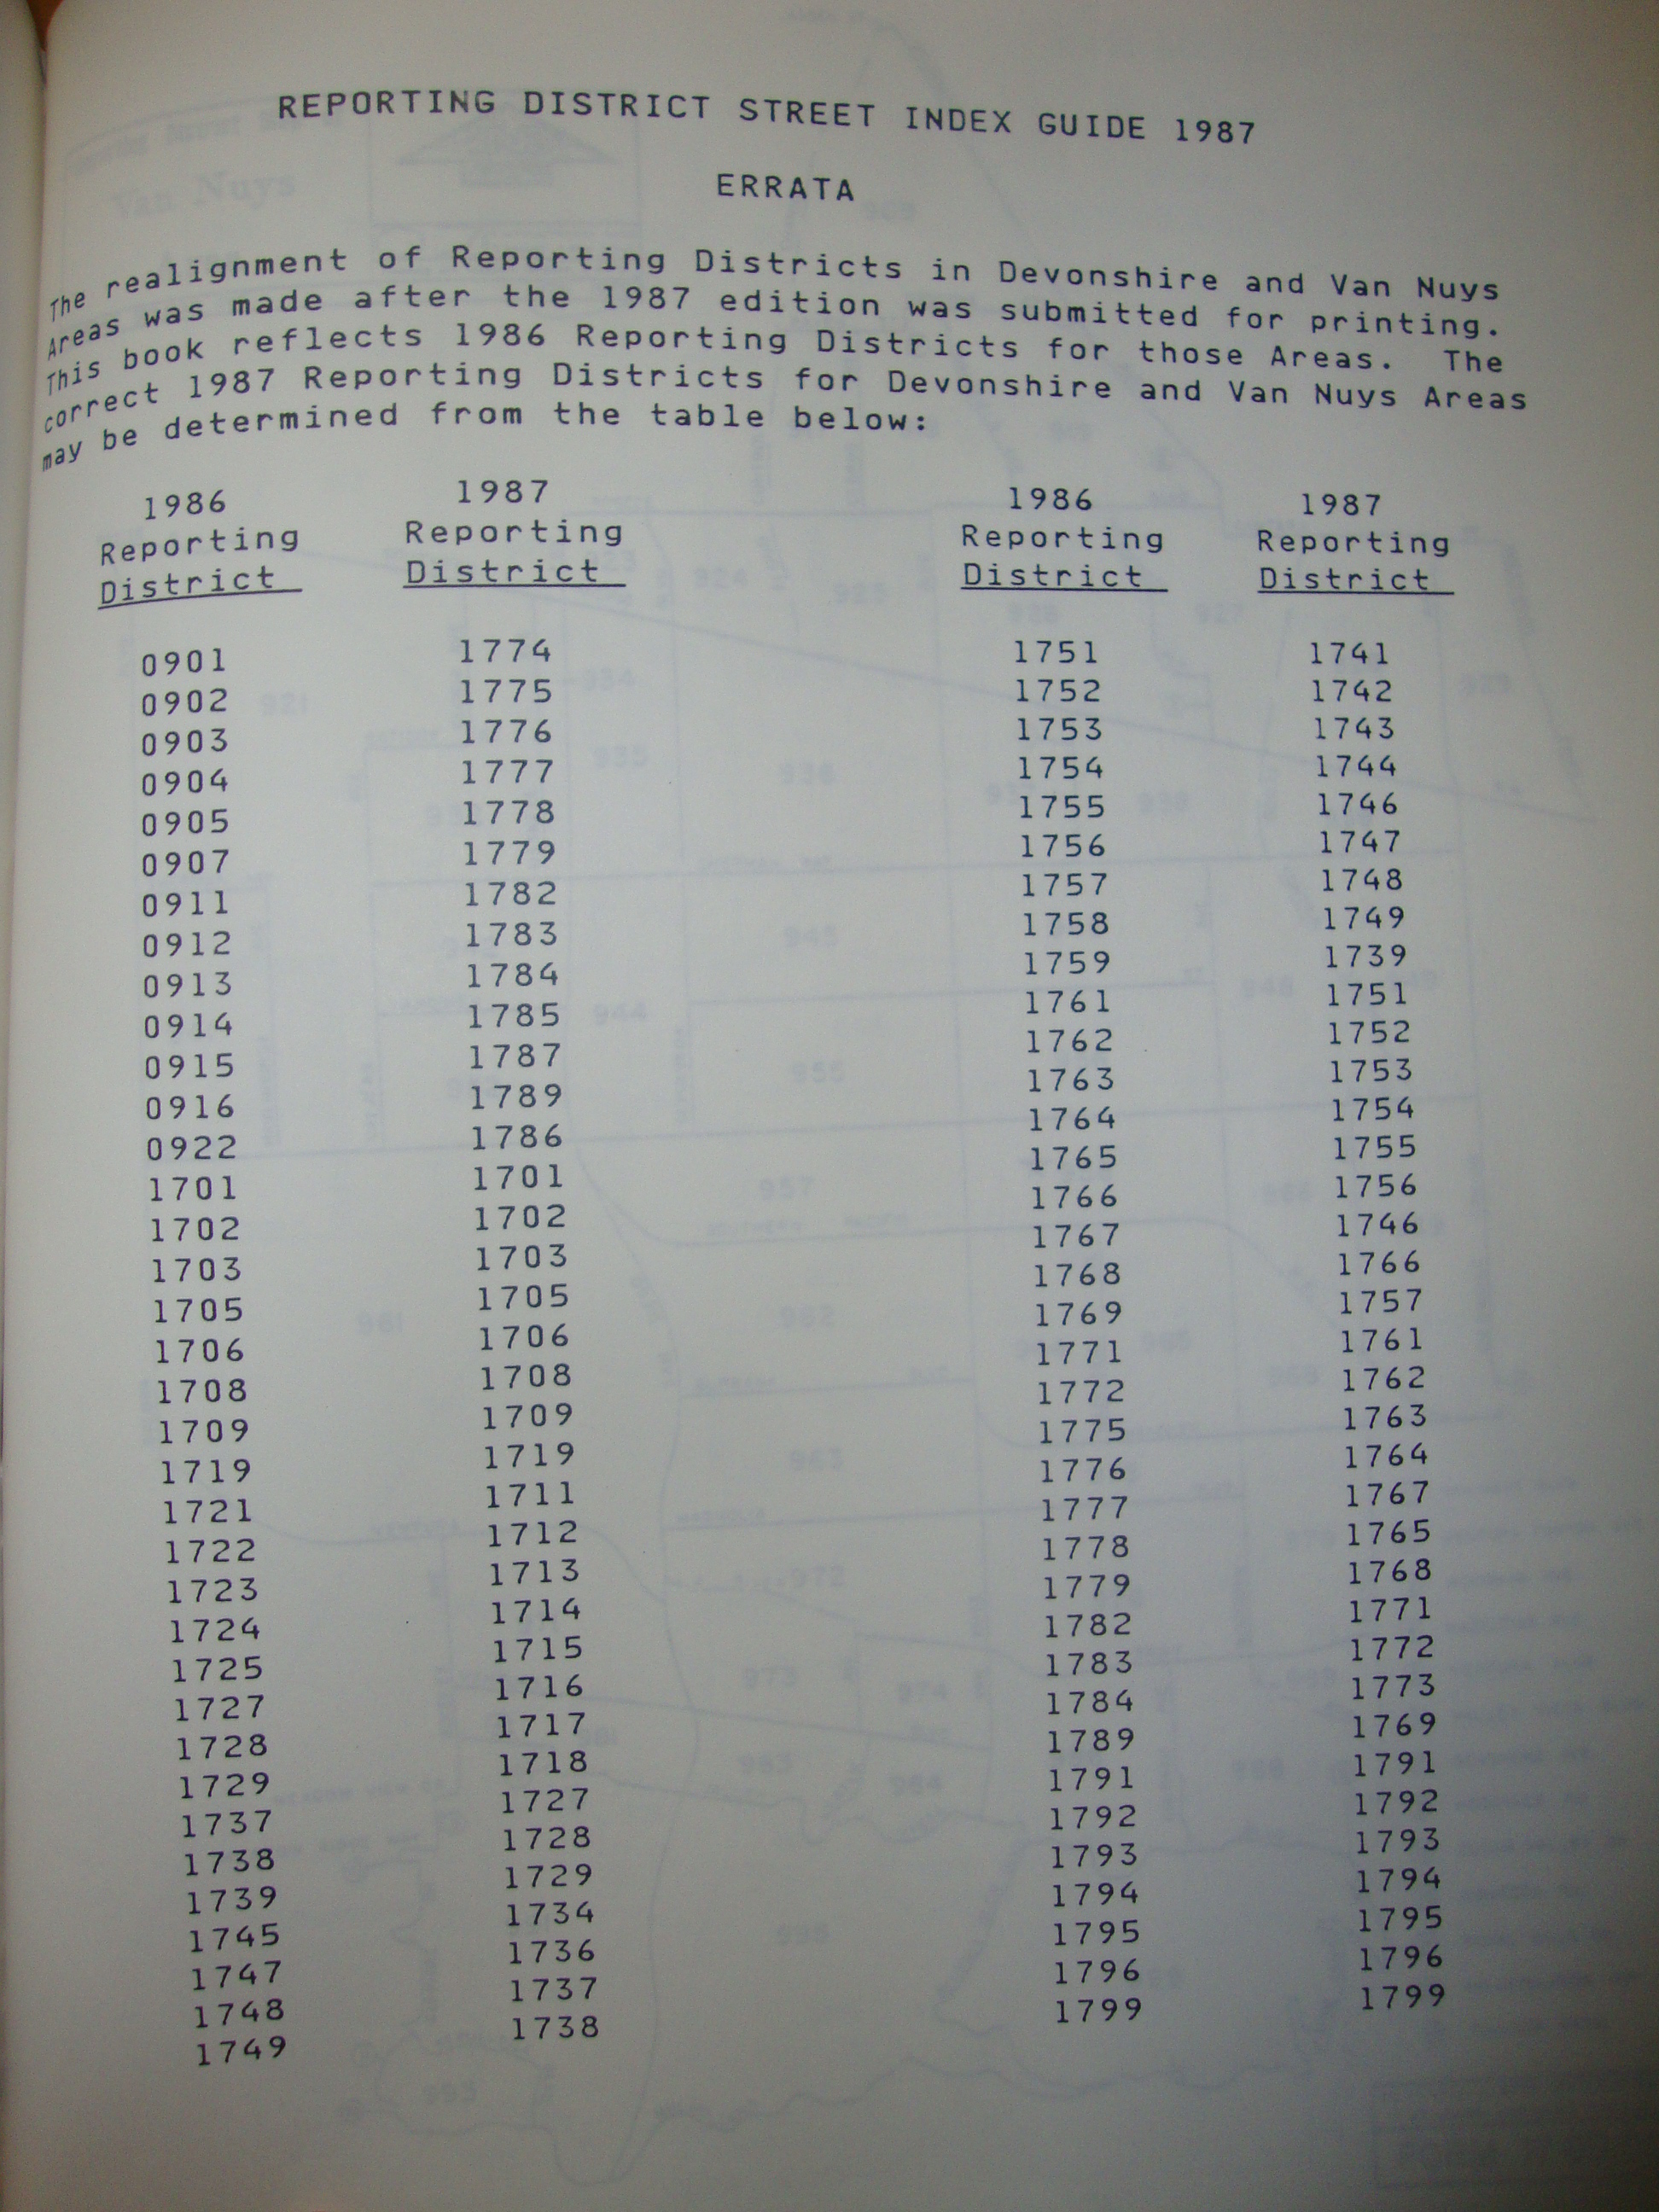 REPORTING DISTRICT STREET INDEX GUIDE 1987
ERRATA
The realignment of Reporting Districts in Devonshire and Van Nuys
Areas was made after the 1987 edition was submitted for printing.
This book reflects 1986 Reporting Districts for those Areas. The
correct 1987 Reporting Districts for Devonshire and Van Nuys Areas
may be determined from the table below:
1986 1987 1986 1987
Reporting Reporting Reporting Reporting
District District District District
0901 1774 1751 1741
0902 1775 1752 1742
0903 1776 1753 1743
0904 1777 1754 1744
0905 1778 1755 1746
0907 1779 1756 1747
0911 1782 1757 1748
0912 1783 1758 1749
0913 1784 1759 1739
0914 1785 1761 1751
0915 1787 1762 1752
0916 1789 1763 1753
0922 1786 1764 1754
1701 1701 1765 1755
1702 1702 1766 1756
1703 1703 1767 1746
1705 1705 1768 1766
1706 1706 1769 1757
1708 1708 1771 1761
1709 1709 1772 1762
1719 1719 1775 1763
1721 1711 1776 1764
1722 1712 1777 1767
1723 1713 1778 1765
1724 1714 1779 1768
1725 1715 1782 1771
1727 1716 1783 1772
1728 1717 1784 1773
1729 1718 1789 1769
1737 1727 1791 1791
1738 1728 1792 1792
1739 1729 1793 1793
1745 1734 1794 1794
1747 1736 1795 1795
1748 1737 1796 1796
1749 1738 1799 1799